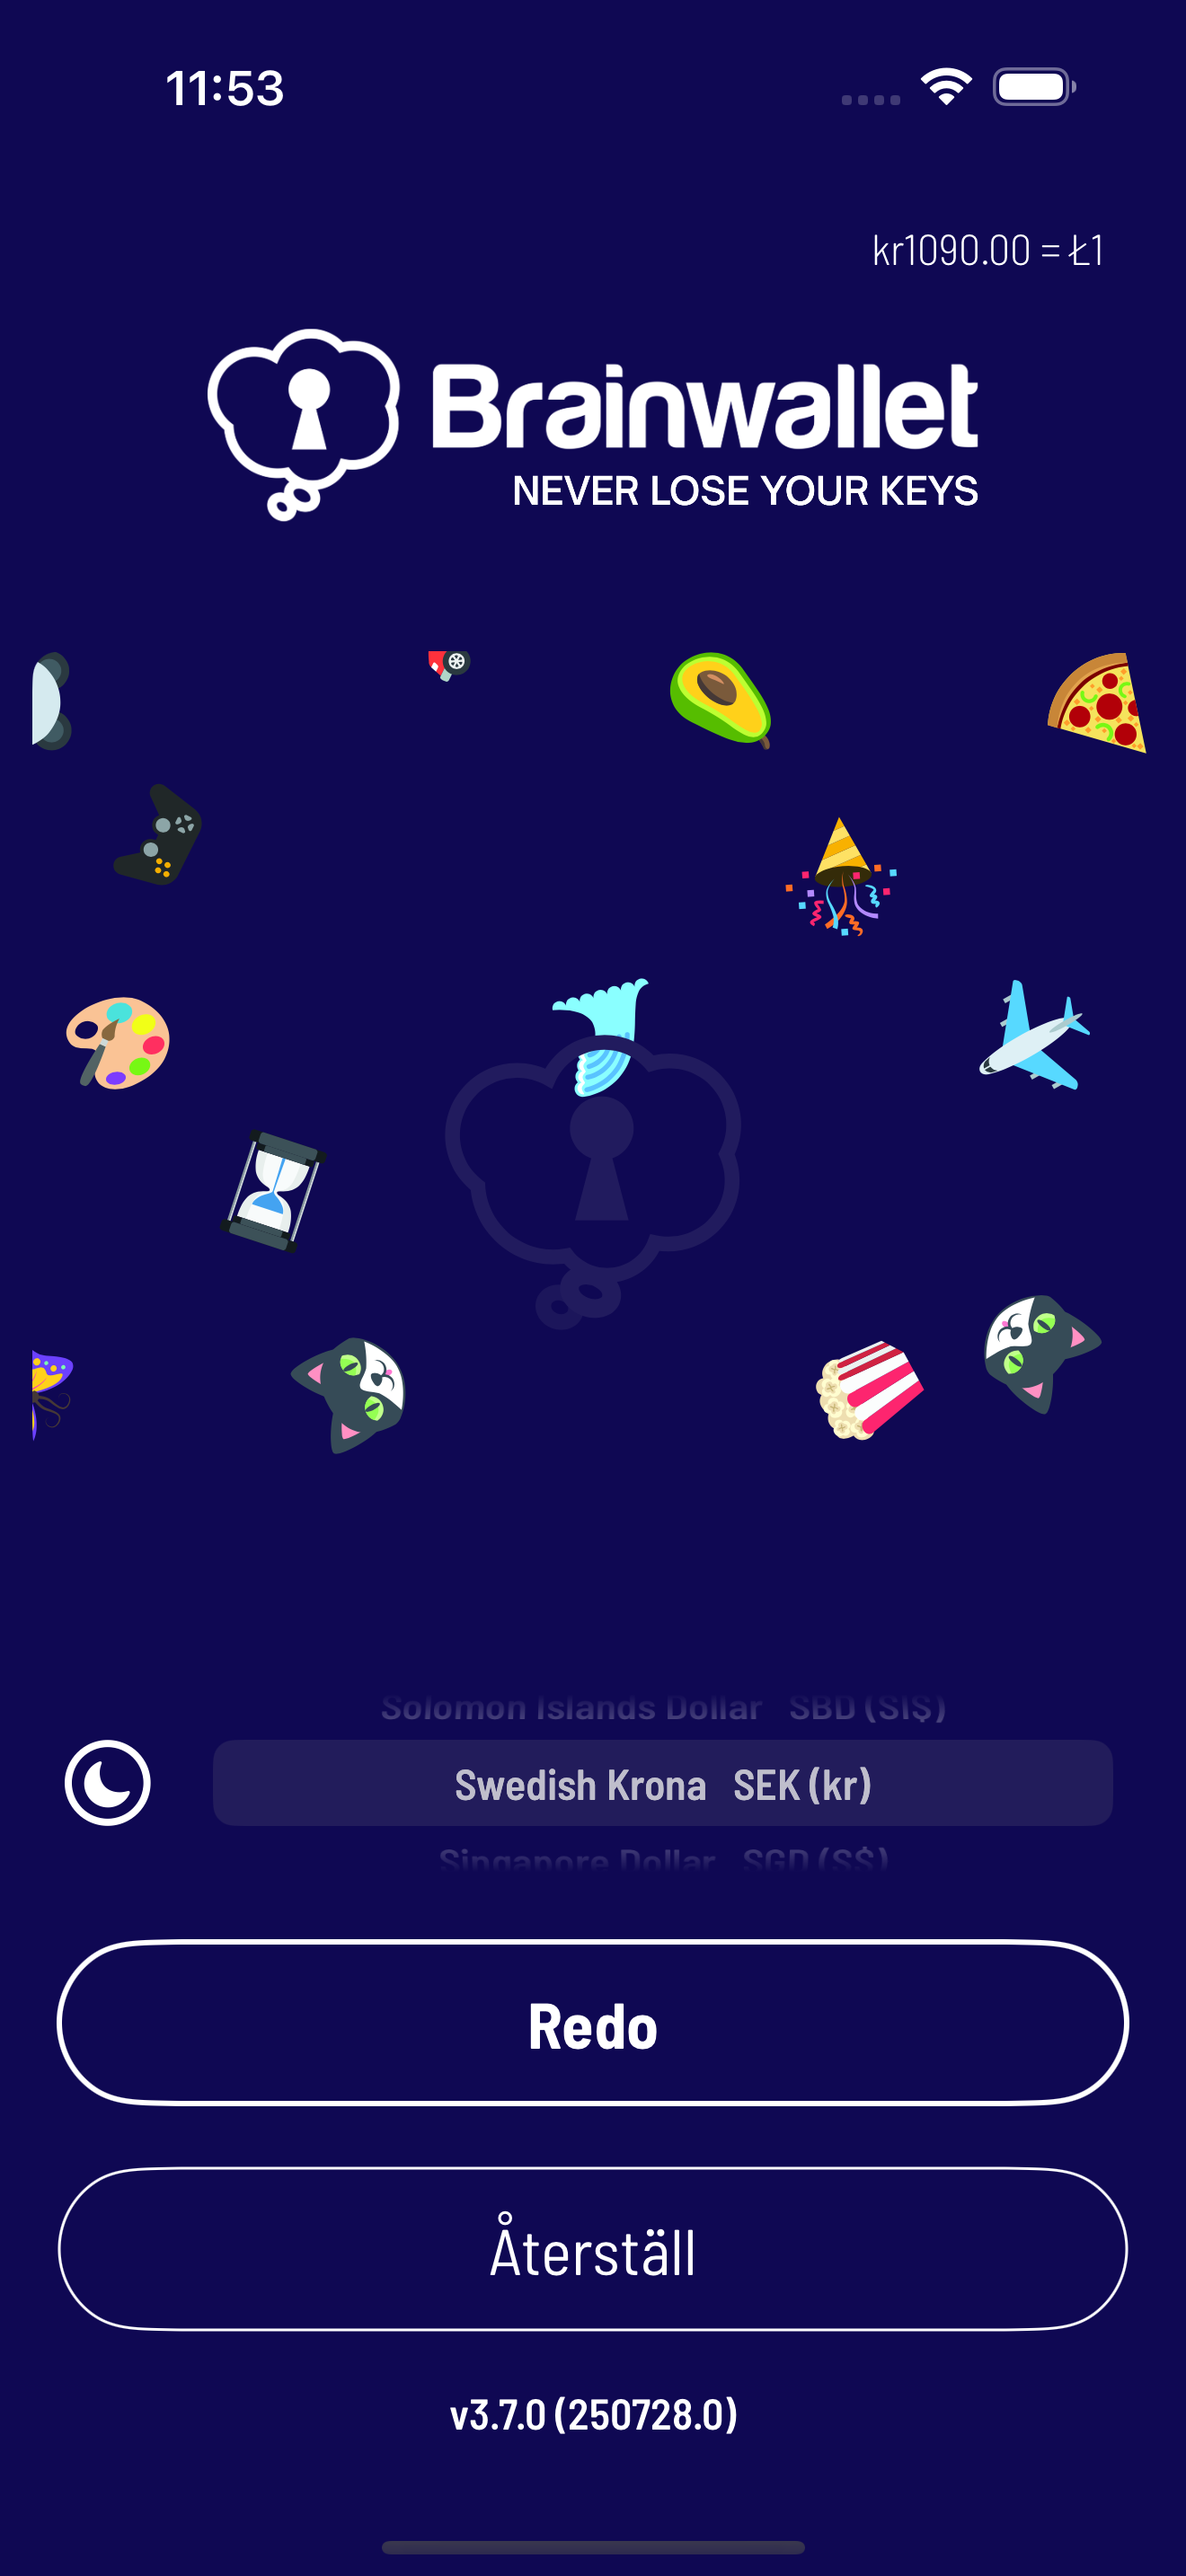 11:53
kr1090.00 = Ł1
Brainwallet
NEVER LOSE YOUR KEYS
Solomon Islands Dollar SBD (SI$)
Swedish Krona SEK (kr)
Singapore Dollar SGD (S$)
Redo
Återställ
v3.7.0 (250728.0)